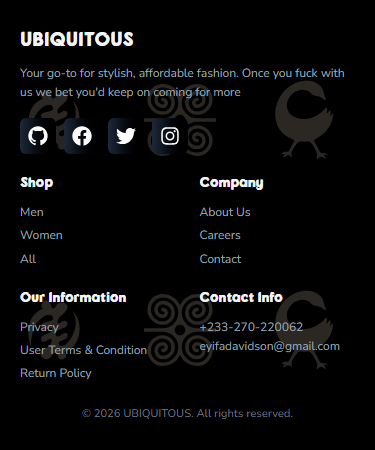 UBIQUITOUS
Your go-to for stylish, affordable fashion. Once you fuck with
us we bet you'd keep on coming for more
Shop
Company
Men
About Us
Women
Careers
All
Contact
Our Information
Contact Info
Privacy
+233-270-220062
User Terms & Condition
eyifadavidson@gmail.com
Return Policy
© 2026 UBIQUITOUS. All rights reserved.